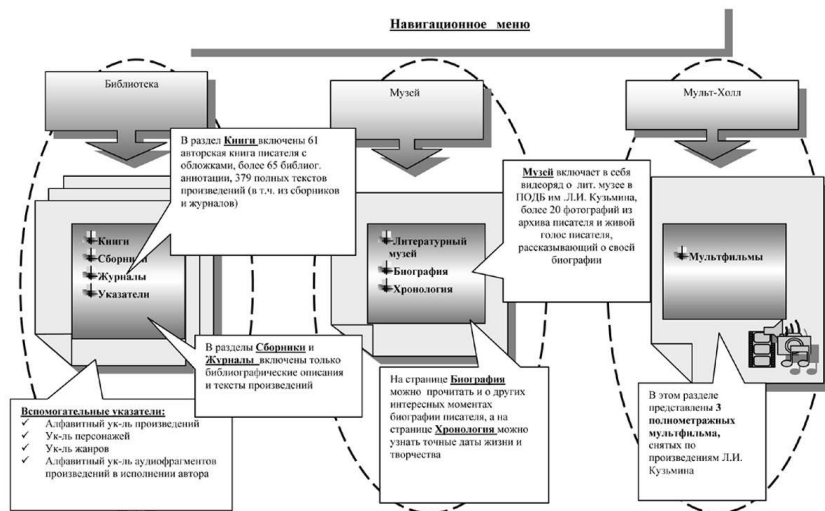 Навигационное меню
Библиотека
Музей
Мульт-Холл
В раздел Книги включены 61
авторская книга писателя с
обложками, более 65 библиог.
аннотации, 379 полных текстов
произведений (в т.ч. из сборников
и журналов)
Музей включает в себя
видеоряд о лит. музее в
ПОДБ им .Л.И. Кузьмина,
более 20 фотографий из
архива писателя и живой
голос писателя,
рассказывающий о своей
биографии
Книги
Сборники
Журналы
Указатели
Литературный
музей
Биография
Хронология
Мультфильмы
В разделы Сборники и
Журналы включены только
библиографические описания
и тексты произведений
На странице Биография
можно прочитать и о других
интересных моментах
биографии писателя, а на
странице Хронология можно
узнать точные даты жизни и
творчества
В этом разделе
представлены 3
полнометражных
мультфильма,
снятых по
произведениям Л.И.
Кузьмина
Вспомогательные указатели:
✓ Алфавитный ук-ль произведений
✓ Ук-ль персонажей
✓ Ук-ль жанров
✓ Алфавитный ук-ль аудиофрагментов
произведений в исполнении автора